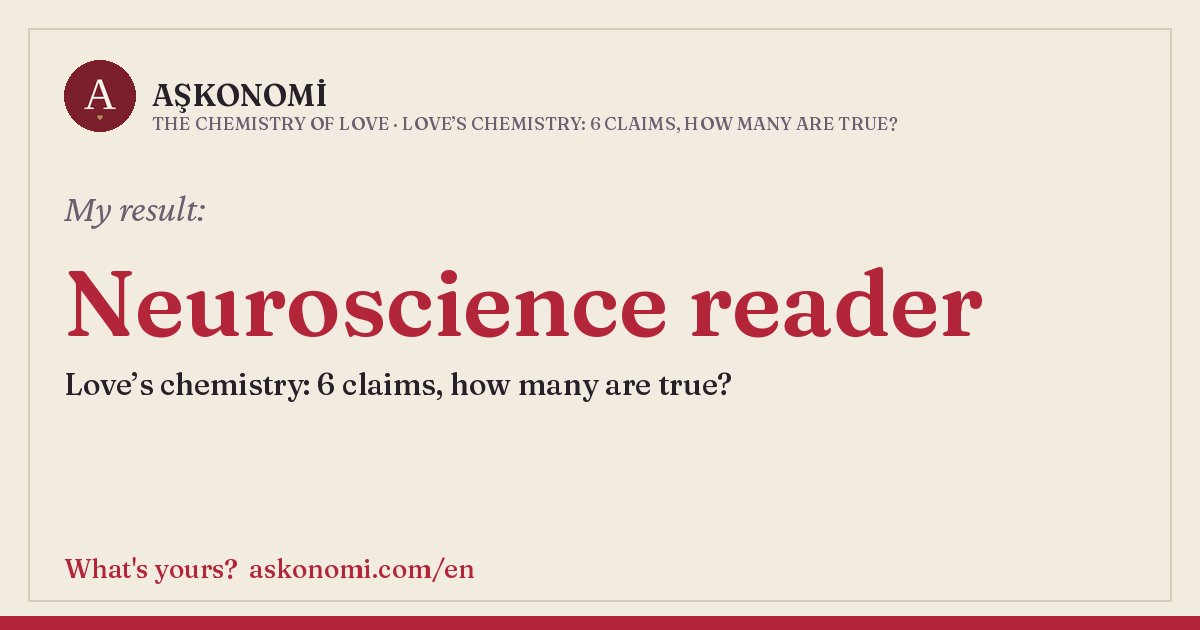 A
AŞKONOMİ
THE CHEMISTRY OF LOVE · LOVE’S CHEMISTRY: 6 CLAIMS, HOW MANY ARE TRUE?
My result:
Neuroscience reader
Love’s chemistry: 6 claims, how many are true?
What's yours? askonomi.com/en